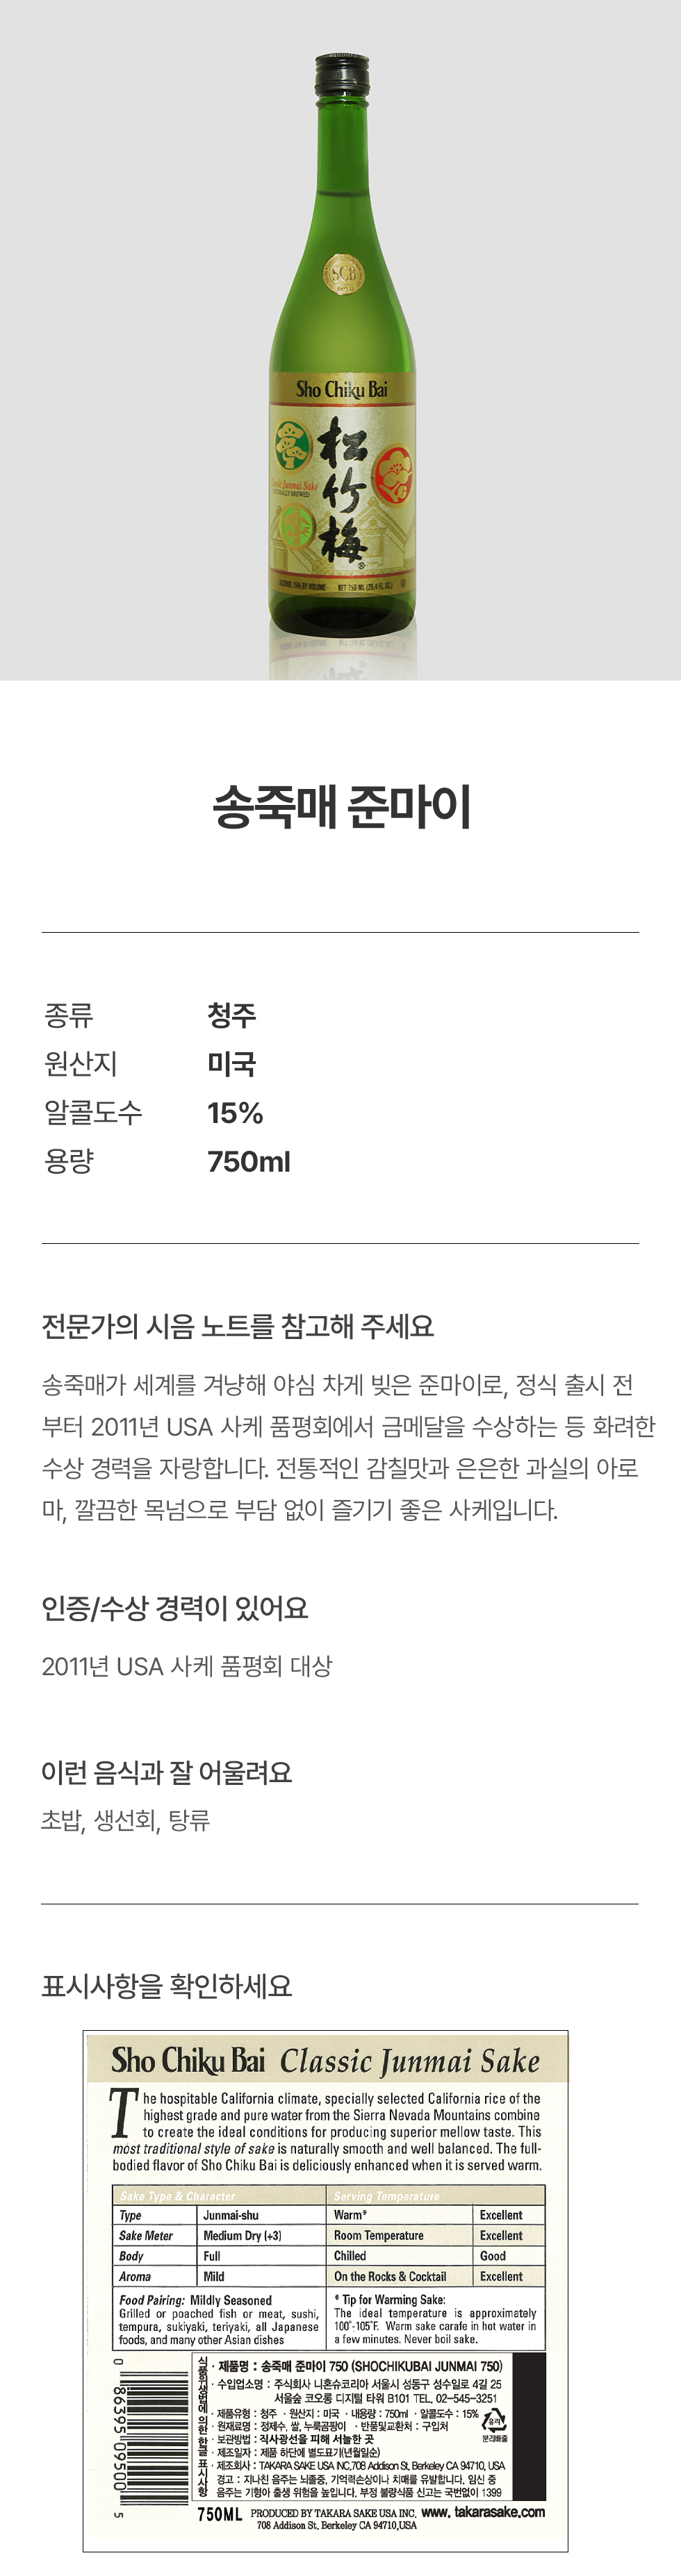 SCB
Sho Chiku Bai
松竹梅
Classic Junmai Sake
NATURALLY BREWED
ALCOHOL 15% BY VOLUME NET 750 ML (25.4 FL. OZ.)
송죽매 준마이
종류 청주
원산지 미국
알콜도수 15%
용량 750ml
전문가의 시음 노트를 참고해 주세요
송죽매가 세계를 겨냥해 야심 차게 빚은 준마이로, 정식 출시 전
부터 2011년 USA 사케 품평회에서 금메달을 수상하는 등 화려한
수상 경력을 자랑합니다. 전통적인 감칠맛과 은은한 과실의 아로
마, 깔끔한 목넘으로 부담 없이 즐기기 좋은 사케입니다.
인증/수상 경력이 있어요
2011년 USA 사케 품평회 대상
이런 음식과 잘 어울려요
초밥, 생선회, 탕류
표시사항을 확인하세요
Sho Chiku Bai Classic Junmai Sake
The hospitable California climate, specially selected California rice of the
highest grade and pure water from the Sierra Nevada Mountains combine
to create the ideal conditions for producing superior mellow taste. This
most traditional style of sake is naturally smooth and well balanced. The full-
bodied flavor of Sho Chiku Bai is deliciously enhanced when it is served warm.
Sake Type & Character Serving Temperature
Type Junmai-shu Warm* Excellent
Sake Meter Medium Dry (+3) Room Temperature Excellent
Body Full Chilled Good
Aroma Mild On the Rocks & Cocktail Excellent
Food Pairing: Mildly Seasoned
Grilled or poached fish or meat, sushi,
tempura, sukiyaki, teriyaki, all Japanese
foods, and many other Asian dishes
* Tip for Warming Sake:
The ideal temperature is approximately
100°-105°F. Warm sake carafe in hot water in
a few minutes. Never boil sake.
0 86395 09500 5
식품위생법에 의한 한글 표시사항
· 제품명 : 송죽매 준마이 750 (SHOCHIKUBAI JUNMAI 750)
· 수입업소명 : 주식회사 니혼슈코리아 서울시 성동구 성수일로 4길 25
서울숲 코오롱 디지털 타워 B101 TEL. 02-545-3251
· 제품유형 : 청주 · 원산지 : 미국 · 내용량 : 750ml · 알콜도수 : 15%
· 원재료명 : 정제수, 쌀, 누룩곰팡이 · 반품및교환처 : 구입처
· 보관방법 : 직사광선을 피해 서늘한 곳
유리
분리배출
· 제조일자 : 제품 하단에 별도표기(년월일순)
· 제조회사 : TAKARA SAKE USA INC,708 Addison St, Berkeley CA 94710, USA
경고 : 지나친 음주는 뇌졸중, 기억력손상이나 치매를 유발합니다. 임신 중
음주는 기형아 출생 위험을 높입니다. 부정 불량식품 신고는 국번없이 1399
750ML PRODUCED BY TAKARA SAKE USA INC. www. takarasake.com
708 Addison St, Berkeley CA 94710,USA